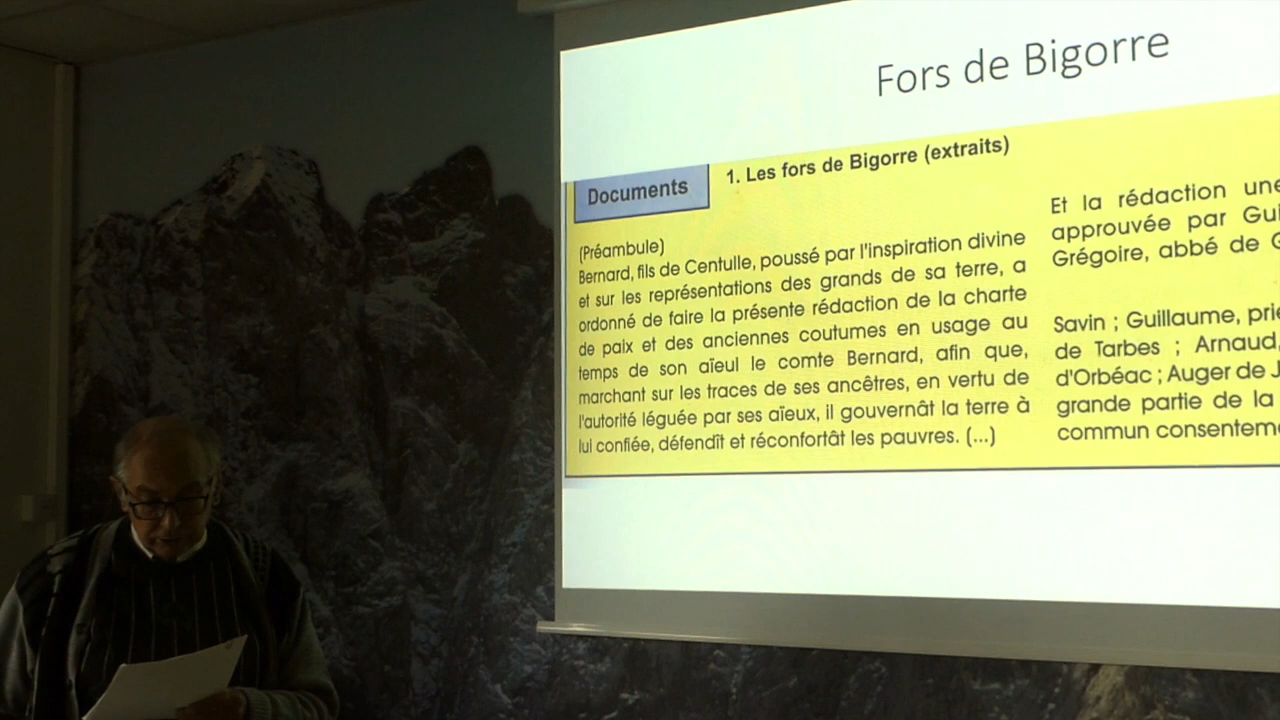 Fors de Bigorre
Documents
1. Les fors de Bigorre (extraits)
(Préambule)
Bernard, fils de Centulle, poussé par l'inspiration divine
et sur les représentations des grands de sa terre, a
ordonné de faire la présente rédaction de la charte
de paix et des anciennes coutumes en usage au
temps de son aïeul le comte Bernard, afin que,
marchant sur les traces de ses ancêtres, en vertu de
l'autorité léguée par ses aïeux, il gouvernât la terre à
lui confiée, défendît et réconfortât les pauvres. (...)
Et la rédaction une
approuvée par Gui
Grégoire, abbé de G
Savin ; Guillaume, prie
de Tarbes ; Arnaud,
d'Orbéac ; Auger de J
grande partie de la
commun consenteme